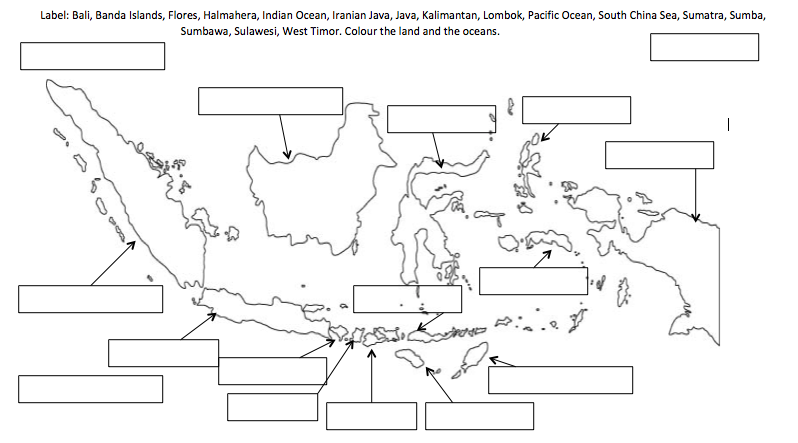 Label: Bali, Banda Islands, Flores, Halmahera, Indian Ocean, Iranian Java, Java, Kalimantan, Lombok, Pacific Ocean, South China Sea, Sumatra, Sumba,
Sumbawa, Sulawesi, West Timor. Colour the land and the oceans.